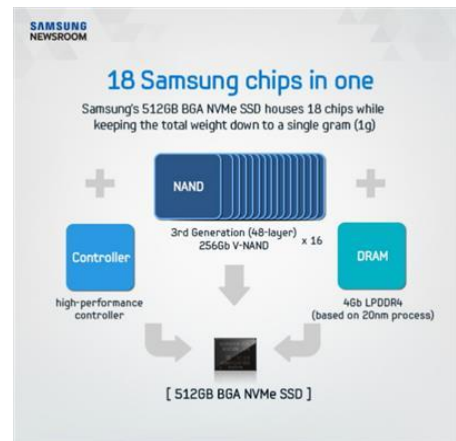 SAMSUNG
NEWSROOM
18 Samsung chips in one
Samsung's 512GB BGA NVMe SSD houses 18 chips while
keeping the total weight down to a single gram (1g)
NAND
3rd Generation (48-layer)
256Gb V-NAND
x 16
Controller
high-performance
controller
DRAM
4Gb LPDDR4
(based on 20nm process)
[ 512GB BGA NVMe SSD ]